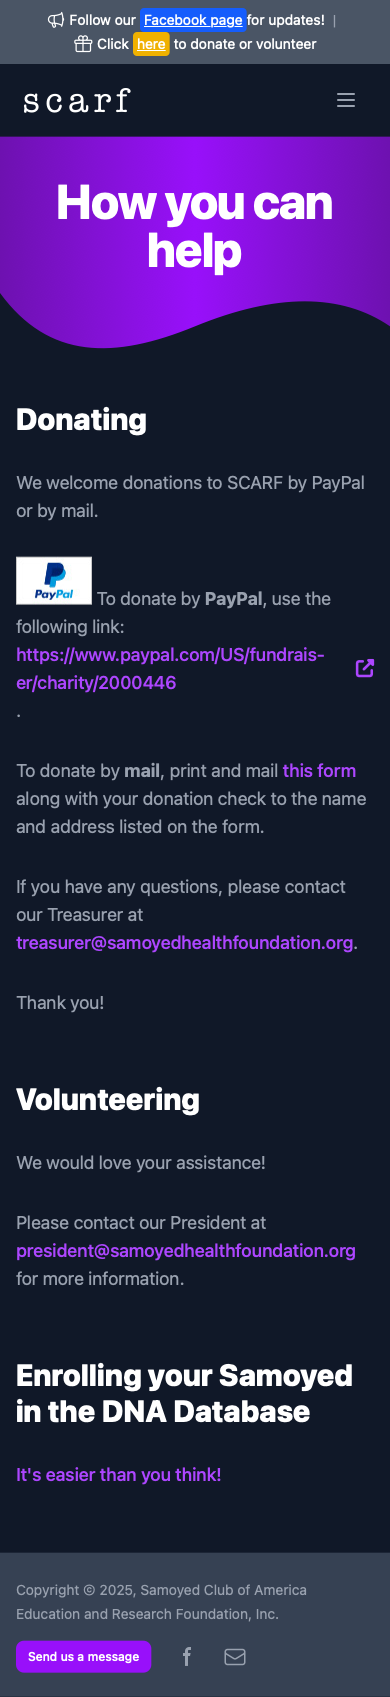 Follow our Facebook page for updates! |
Click here to donate or volunteer
scarf
How you can
help
Donating
We welcome donations to SCARF by PayPal
or by mail.
PayPal To donate by PayPal, use the
following link:
https://www.paypal.com/US/fundrais-
er/charity/2000446
.
To donate by mail, print and mail this form
along with your donation check to the name
and address listed on the form.
If you have any questions, please contact
our Treasurer at
treasurer@samoyedhealthfoundation.org.
Thank you!
Volunteering
We would love your assistance!
Please contact our President at
president@samoyedhealthfoundation.org
for more information.
Enrolling your Samoyed
in the DNA Database
It's easier than you think!
Copyright © 2025, Samoyed Club of America
Education and Research Foundation, Inc.
Send us a message